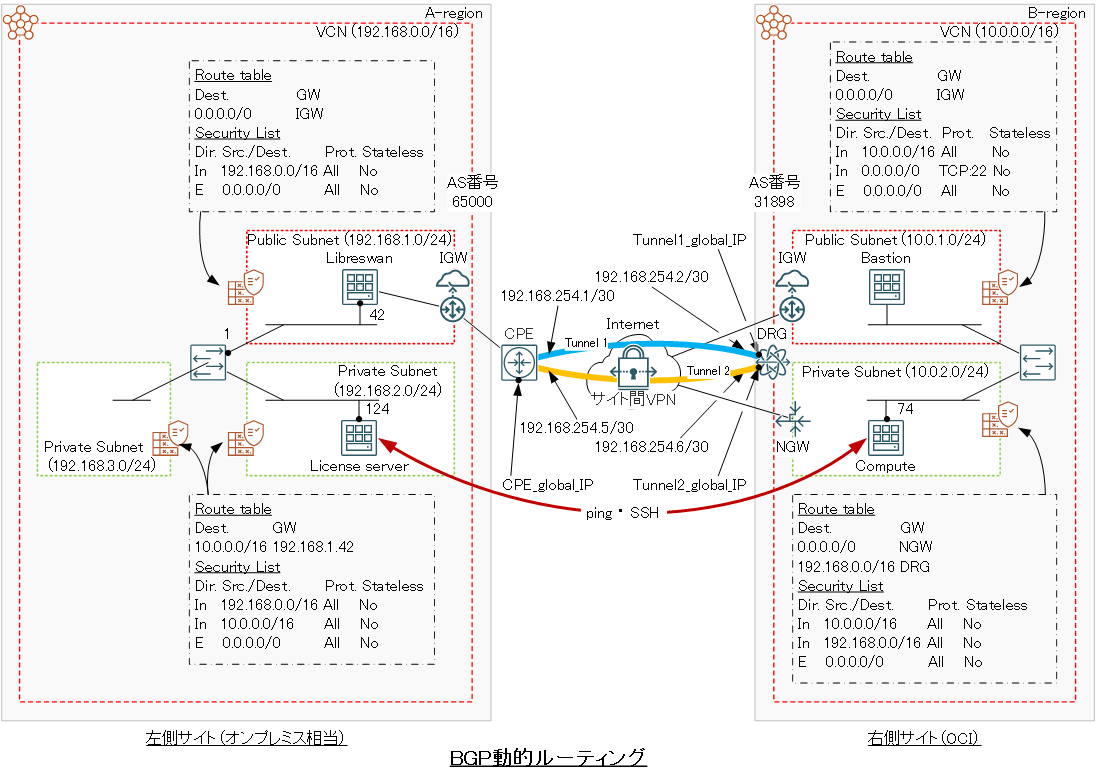 A-region
VCN (192.168.0.0/16)
Route table
Dest. GW
0.0.0.0/0 IGW
Security List
Dir. Src./Dest. Prot. Stateless
In 192.168.0.0/16 All No
E 0.0.0.0/0 All No
AS番号
65000
Public Subnet (192.168.1.0/24)
Libreswan
IGW
42
1
Private Subnet
(192.168.2.0/24)
124
License server
Private Subnet
(192.168.3.0/24)
Route table
Dest. GW
10.0.0.0/16 192.168.1.42
Security List
Dir. Src./Dest. Prot. Stateless
In 192.168.0.0/16 All No
In 10.0.0.0/16 All No
E 0.0.0.0/0 All No
左側サイト(オンプレミス相当)
Tunnel1_global_IP
192.168.254.2/30
192.168.254.1/30
CPE
Internet
Tunnel 1
Tunnel 2
サイト間VPN
192.168.254.5/30
192.168.254.6/30
CPE_global_IP
Tunnel2_global_IP
ping・SSH
B-region
VCN (10.0.0.0/16)
Route table
Dest. GW
0.0.0.0/0 IGW
Security List
Dir. Src./Dest. Prot. Stateless
In 10.0.0.0/16 All No
In 0.0.0.0/0 TCP:22 No
E 0.0.0.0/0 All No
AS番号
31898
Public Subnet (10.0.1.0/24)
IGW
Bastion
DRG
Private Subnet (10.0.2.0/24)
74
NGW
Compute
Route table
Dest. GW
0.0.0.0/0 NGW
192.168.0.0/16 DRG
Security List
Dir. Src./Dest. Prot. Stateless
In 10.0.0.0/16 All No
In 192.168.0.0/16 All No
E 0.0.0.0/0 All No
右側サイト(OCI)
BGP動的ルーティング